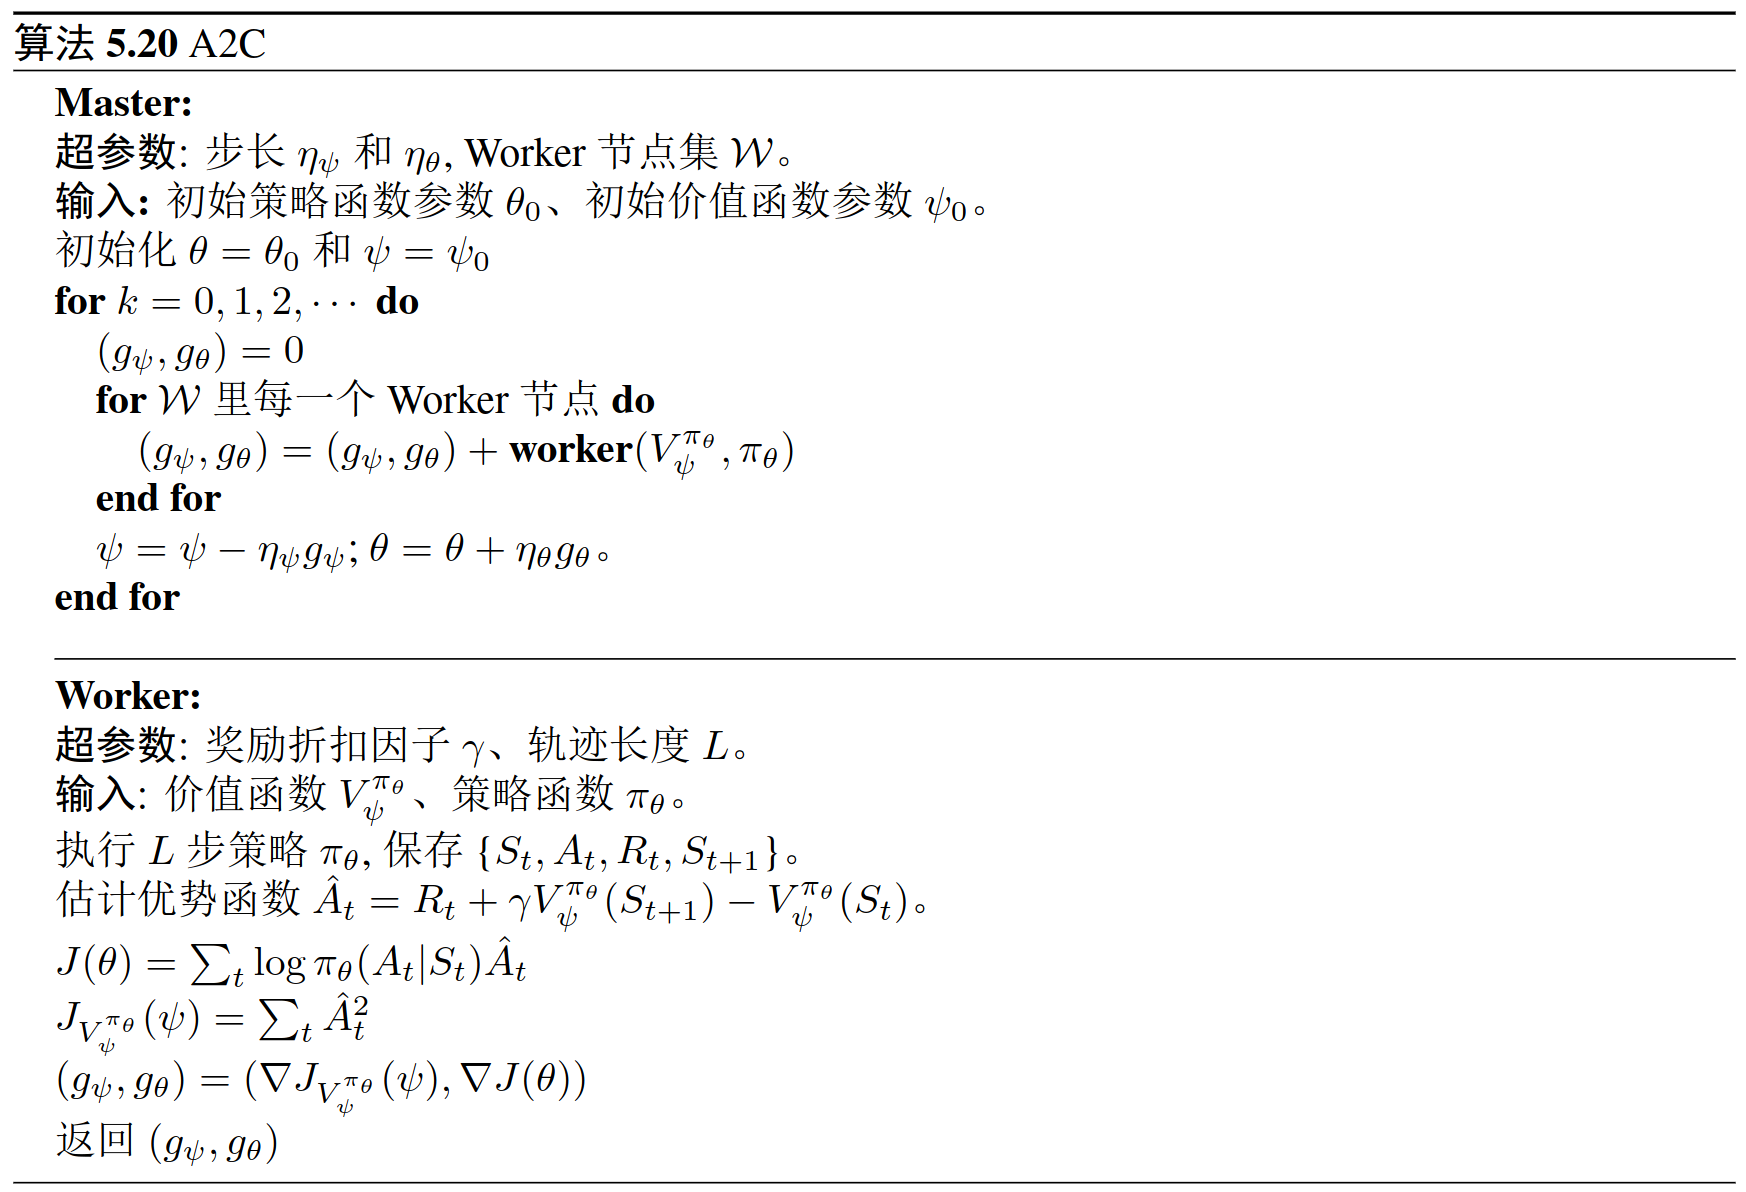 算法 5.20 A2C
Master:
超参数: 步长 $\eta_\psi$ 和 $\eta_\theta$, Worker 节点集 $\mathcal{W}$。
输入: 初始策略函数参数 $\theta_0$、初始价值函数参数 $\psi_0$。
初始化 $\theta = \theta_0$ 和 $\psi = \psi_0$
for $k = 0, 1, 2, \cdots$ do
$(g_\psi, g_\theta) = 0$
for $\mathcal{W}$ 里每一个 Worker 节点 do
$(g_\psi, g_\theta) = (g_\psi, g_\theta) + \textbf{worker}(V_\psi^{\pi_\theta}, \pi_\theta)$
end for
$\psi = \psi - \eta_\psi g_\psi$; $\theta = \theta + \eta_\theta g_\theta$。
end for
Worker:
超参数: 奖励折扣因子 $\gamma$、轨迹长度 $L$。
输入: 价值函数 $V_\psi^{\pi_\theta}$、策略函数 $\pi_\theta$。
执行 $L$ 步策略 $\pi_\theta$, 保存 $\{S_t, A_t, R_t, S_{t+1}\}$。
估计优势函数 $\hat{A}_t = R_t + \gamma V_\psi^{\pi_\theta}(S_{t+1}) - V_\psi^{\pi_\theta}(S_t)$。
$J(\theta) = \sum_t \log \pi_\theta(A_t|S_t)\hat{A}_t$
$J_{V_\psi^{\pi_\theta}}(\psi) = \sum_t \hat{A}_t^2$
$(g_\psi, g_\theta) = (\nabla J_{V_\psi^{\pi_\theta}}(\psi), \nabla J(\theta))$
返回 $(g_\psi, g_\theta)$